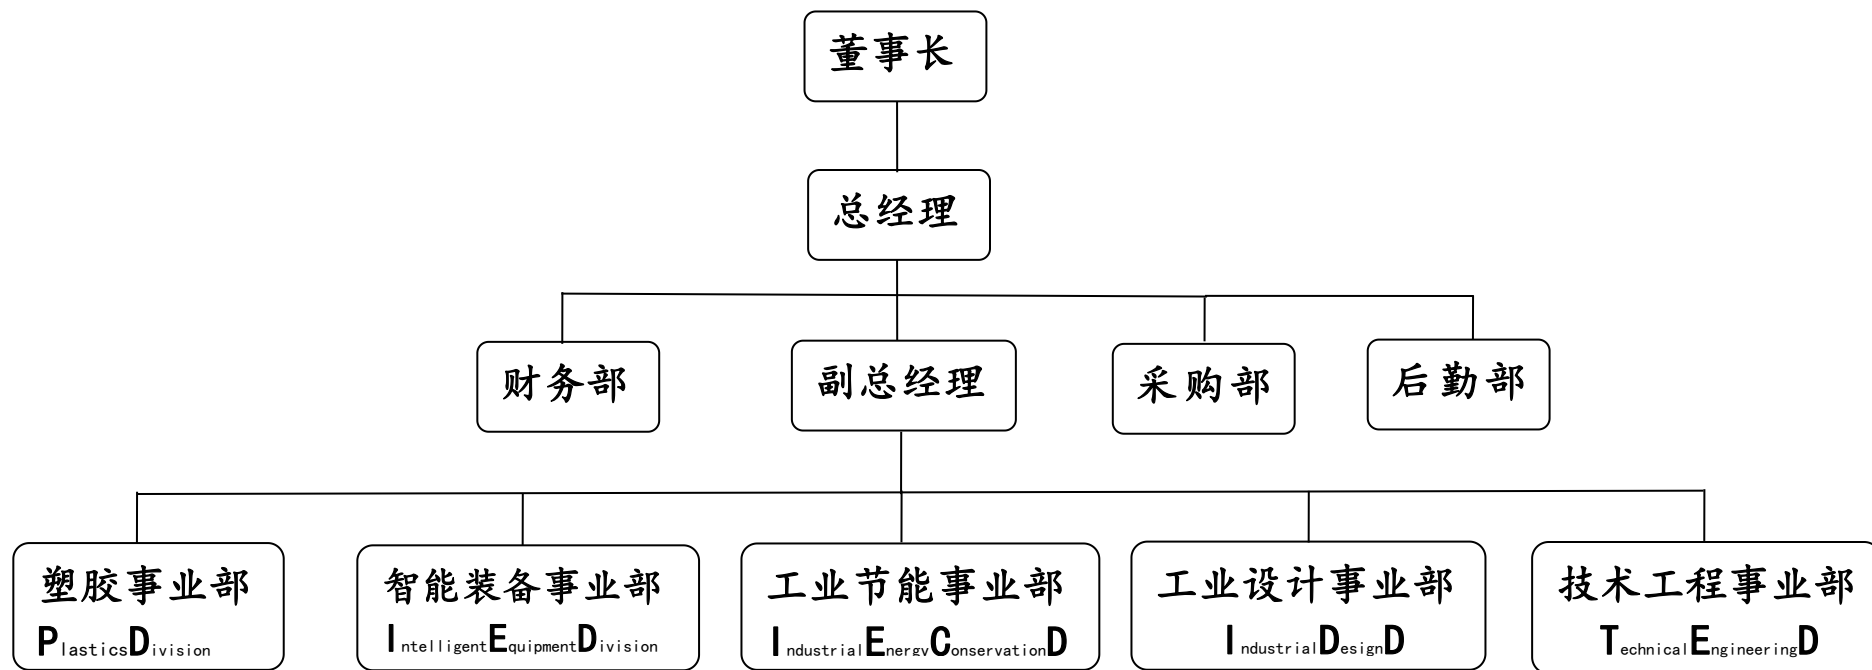 董事长
总经理
财务部
副总经理
采购部
后勤部
塑胶事业部
PlasticsDivision
智能装备事业部
IntelligentEquipmentDivision
工业节能事业部
IndustrialEnergyConservationD
工业设计事业部
IndustrialDesignD
技术工程事业部
TechnicalEngineeringD